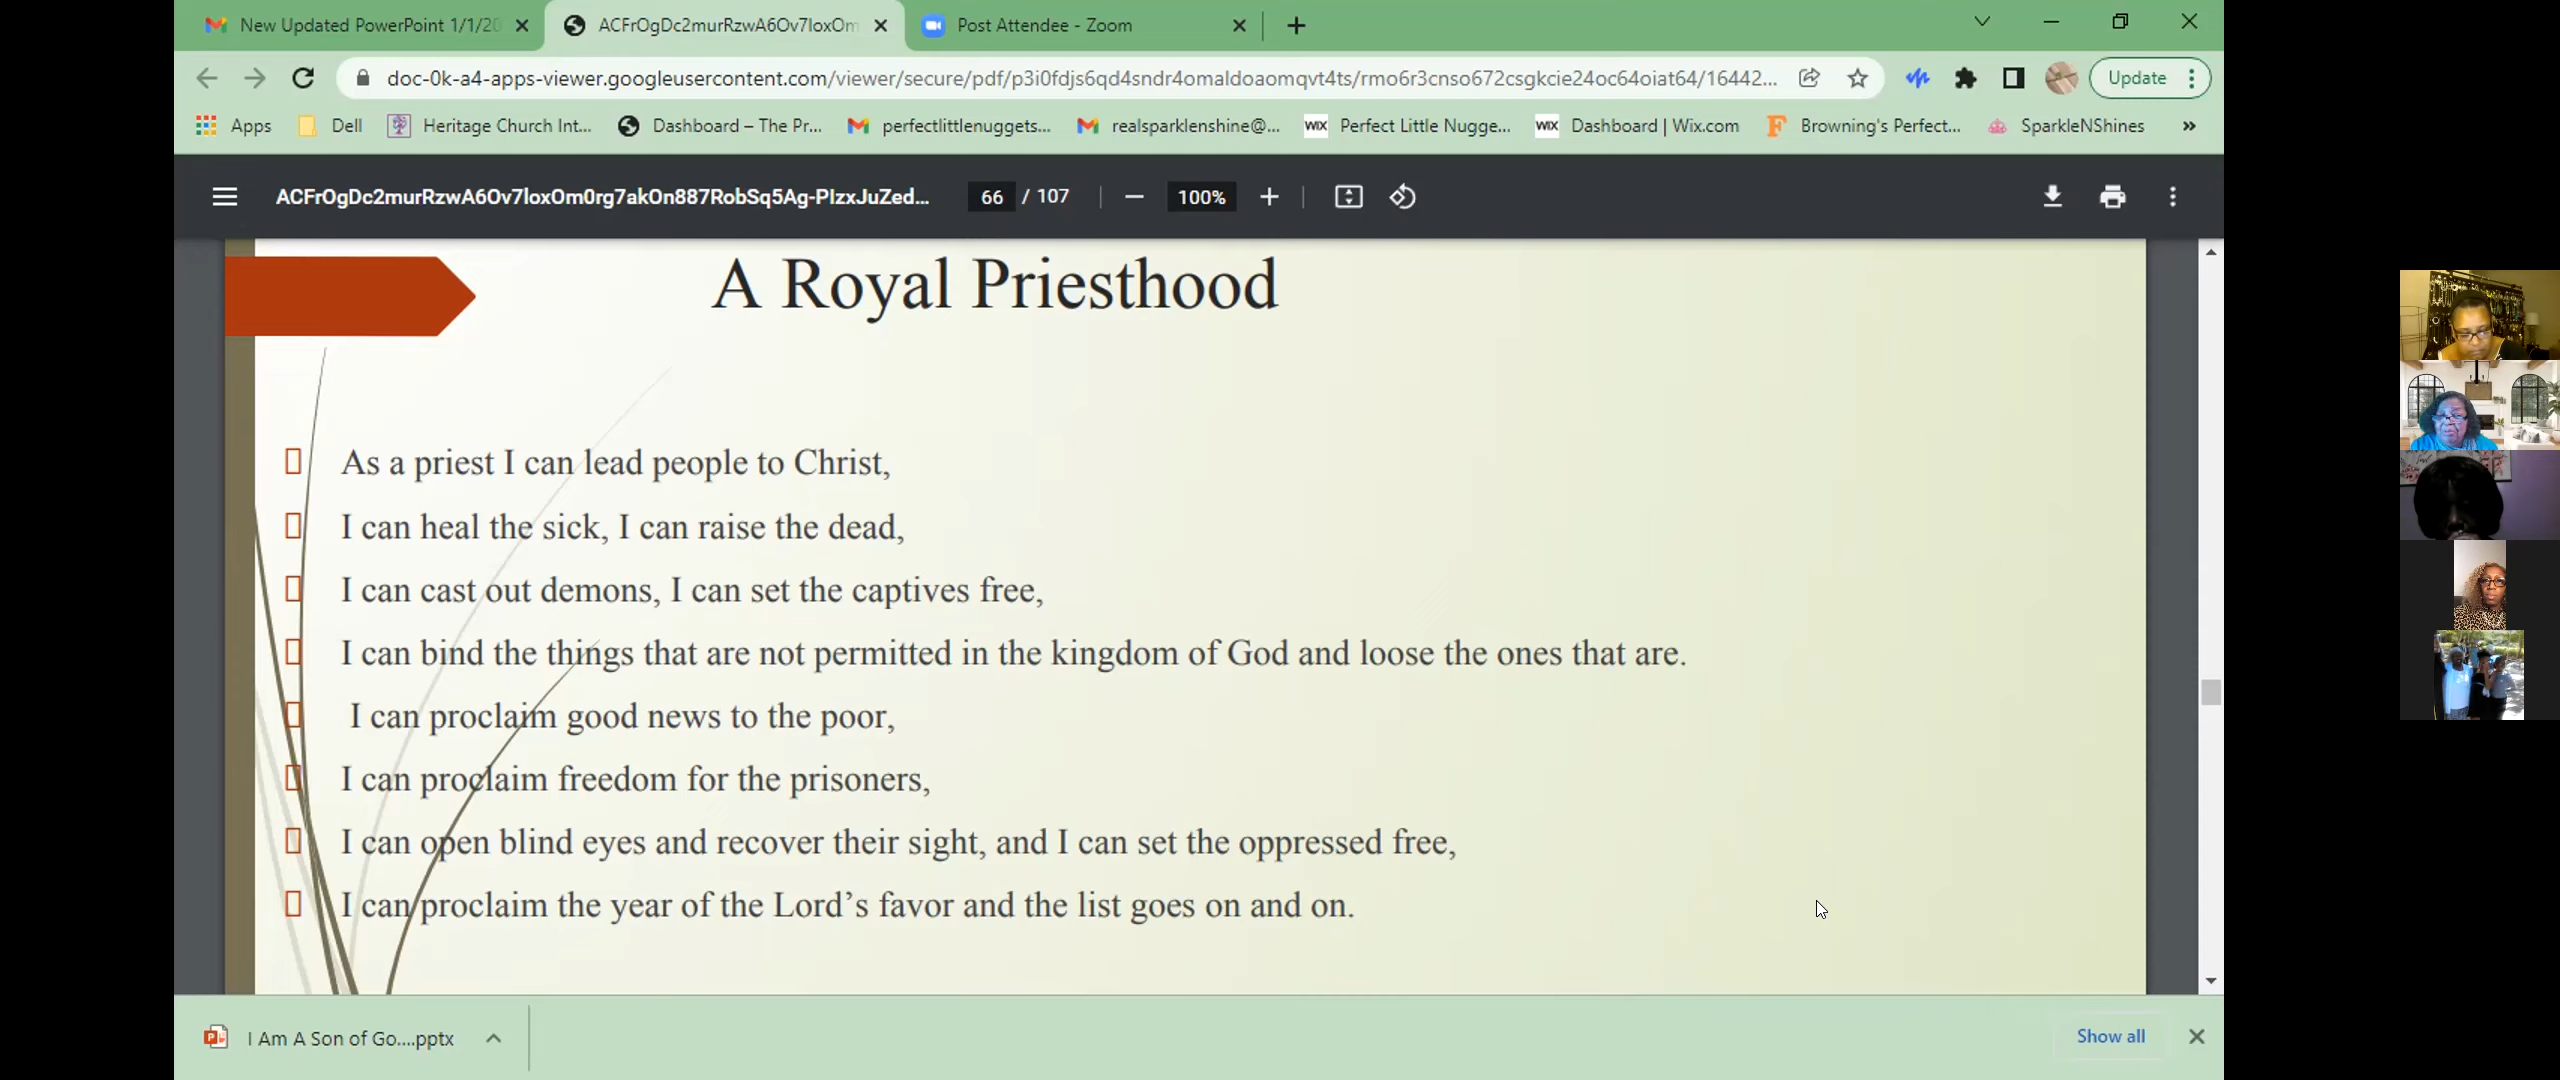 New Updated PowerPoint 1/1/20
ACFrOgDc2murRzwA6Ov7loxOm
Post Attendee - Zoom
doc-0k-a4-apps-viewer.googleusercontent.com/viewer/secure/pdf/p3i0fdjs6qd4sndr4omaldoaomqvt4ts/rmo6r3cnso672csgkcie24oc64oiat64/16442...
Update
Apps
Dell
Heritage Church Int...
Dashboard – The Pr...
perfectlittlenuggets...
realsparklenshine@...
WIX Perfect Little Nugge...
WIX Dashboard | Wix.com
F Browning's Perfect...
SparkleNShines
»
ACFrOgDc2murRzwA6Ov7loxOm0rg7akOn887RobSq5Ag-PIzxJuZed...
66 / 107
100%
A Royal Priesthood
As a priest I can lead people to Christ,
I can heal the sick, I can raise the dead,
I can cast out demons, I can set the captives free,
I can bind the things that are not permitted in the kingdom of God and loose the ones that are.
I can proclaim good news to the poor,
I can proclaim freedom for the prisoners,
I can open blind eyes and recover their sight, and I can set the oppressed free,
I can proclaim the year of the Lord’s favor and the list goes on and on.
I Am A Son of Go....pptx
Show all